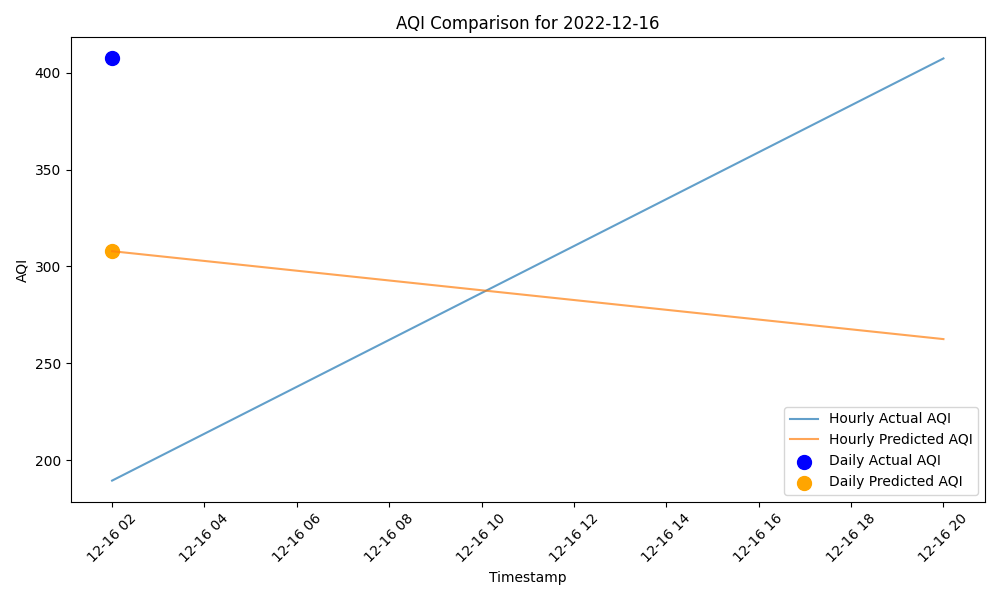 AQI Comparison for 2022-12-16
AQI
400
350
300
250
200
12-16 02
12-16 04
12-16 06
12-16 08
12-16 10
12-16 12
12-16 14
12-16 16
12-16 18
12-16 20
Timestamp
Hourly Actual AQI
Hourly Predicted AQI
Daily Actual AQI
Daily Predicted AQI